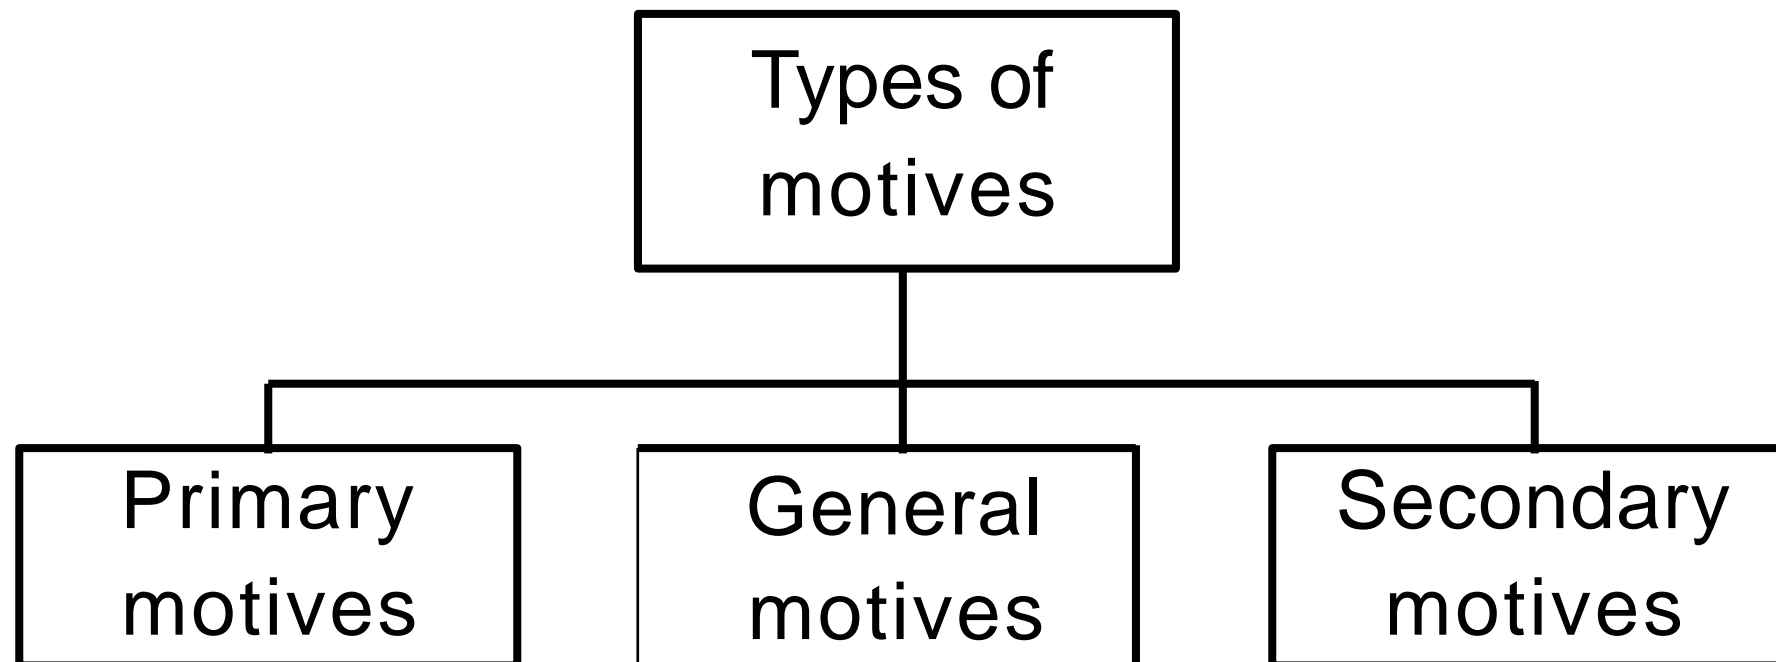 Types of
motives
Primary
motives
General
motives
Secondary
motives